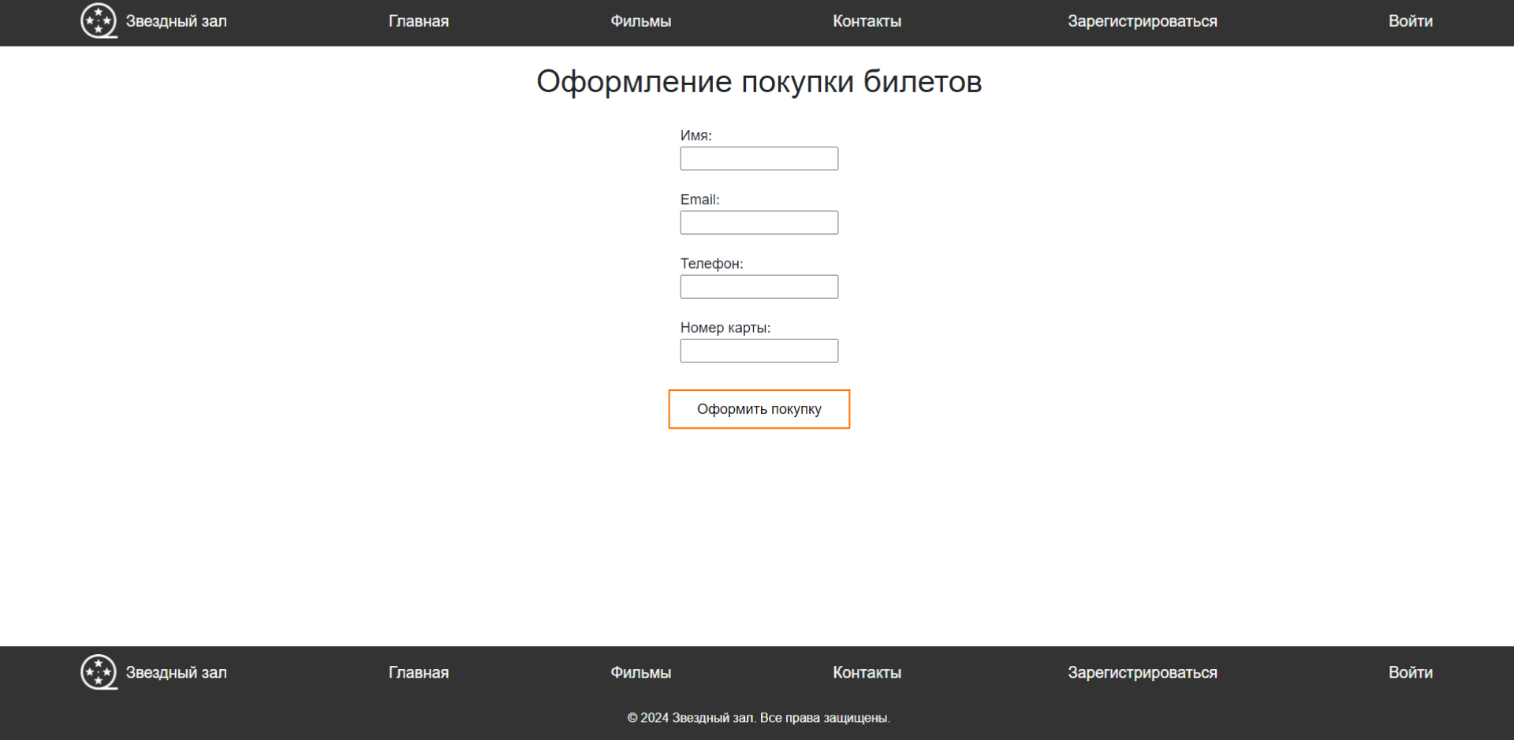 Звездный зал Главная Фильмы Контакты Зарегистрироваться Войти
Оформление покупки билетов
Имя:
Email:
Телефон:
Номер карты:
Оформить покупку
Звездный зал Главная Фильмы Контакты Зарегистрироваться Войти
© 2024 Звездный зал. Все права защищены.